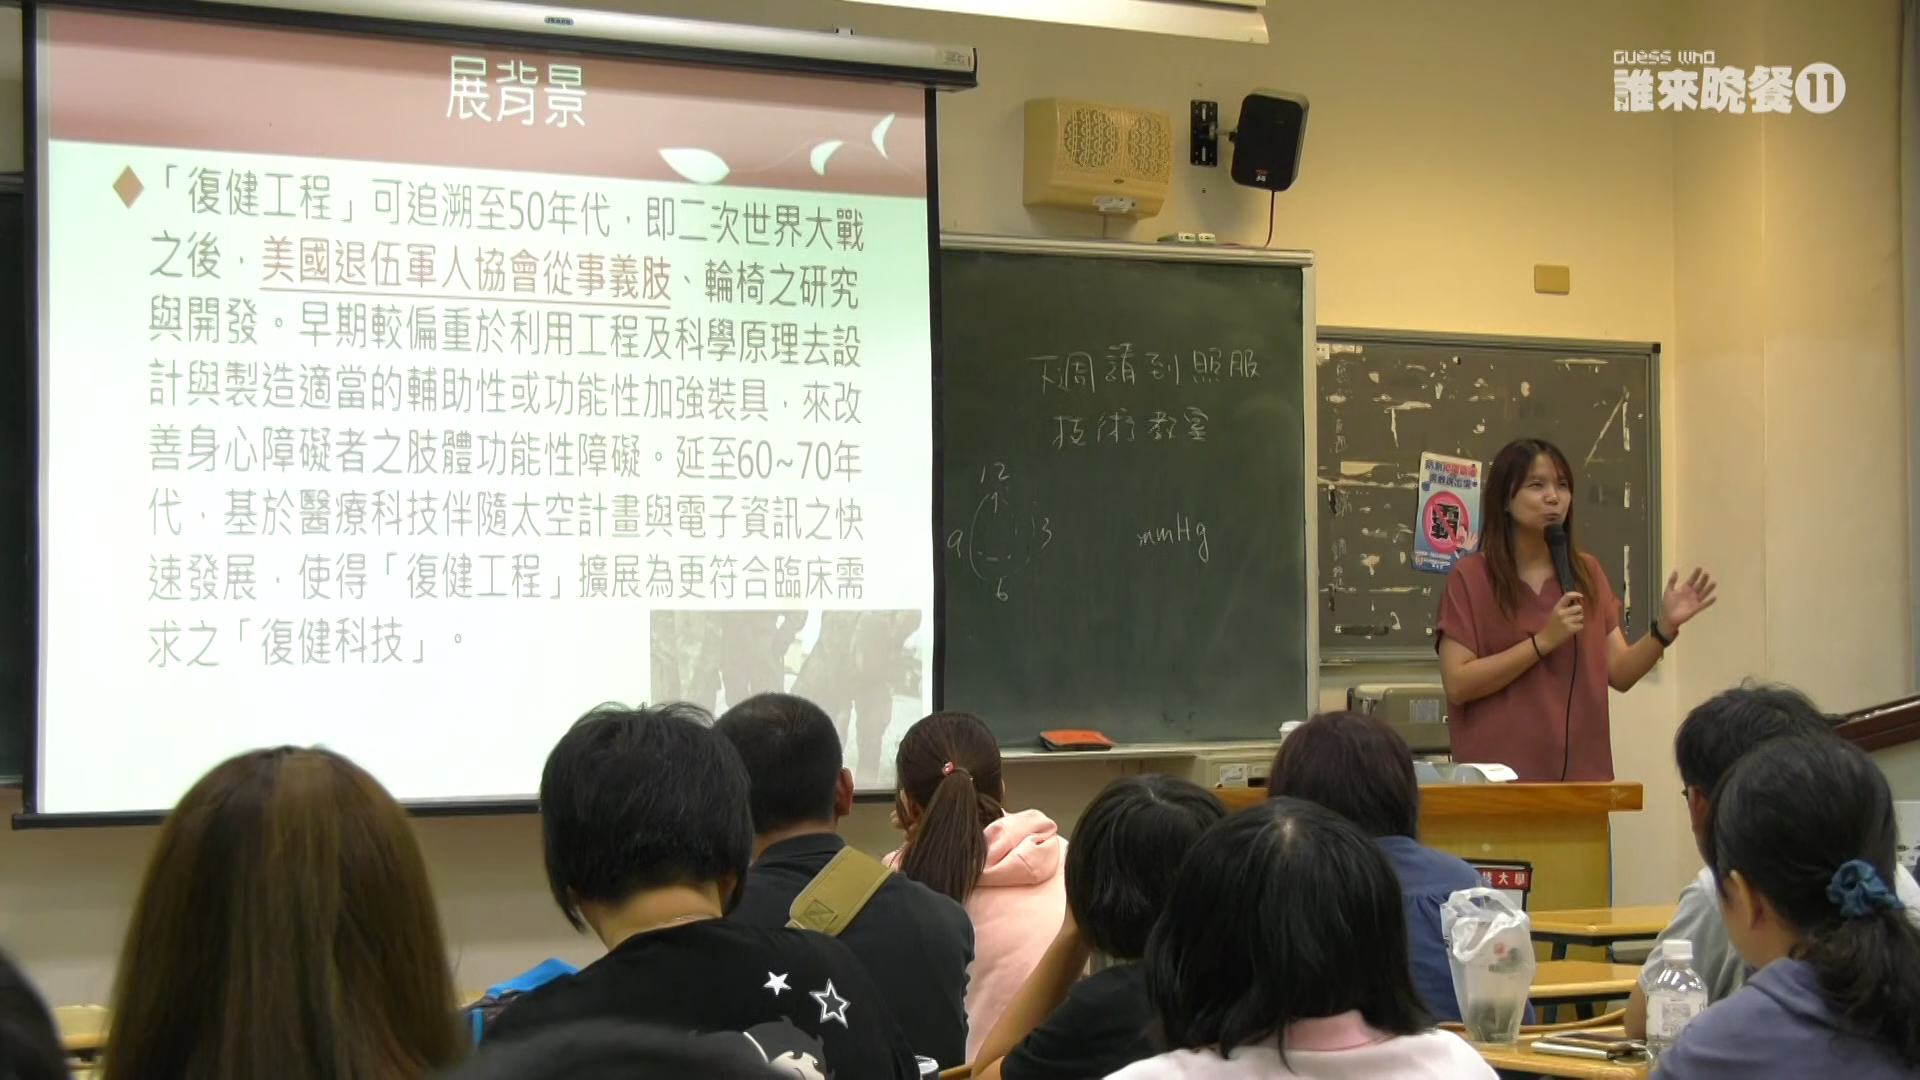 展背景
「復健工程」可追溯至50年代，即二次世界大戰
之後，美國退伍軍人協會從事義肢、輪椅之研究
與開發。早期較偏重於利用工程及科學原理去設
計與製造適當的輔助性或功能性加強裝具，來改
善身心障礙者之肢體功能性障礙。延至60~70年
代，基於醫療科技伴隨太空計畫與電子資訊之快
速發展，使得「復健工程」擴展為更符合臨床需
求之「復健科技」。
GUESS WHO
誰來晚餐11
下週請到照服
技術教室
12
9
3
6
mmHg
霸
技大學